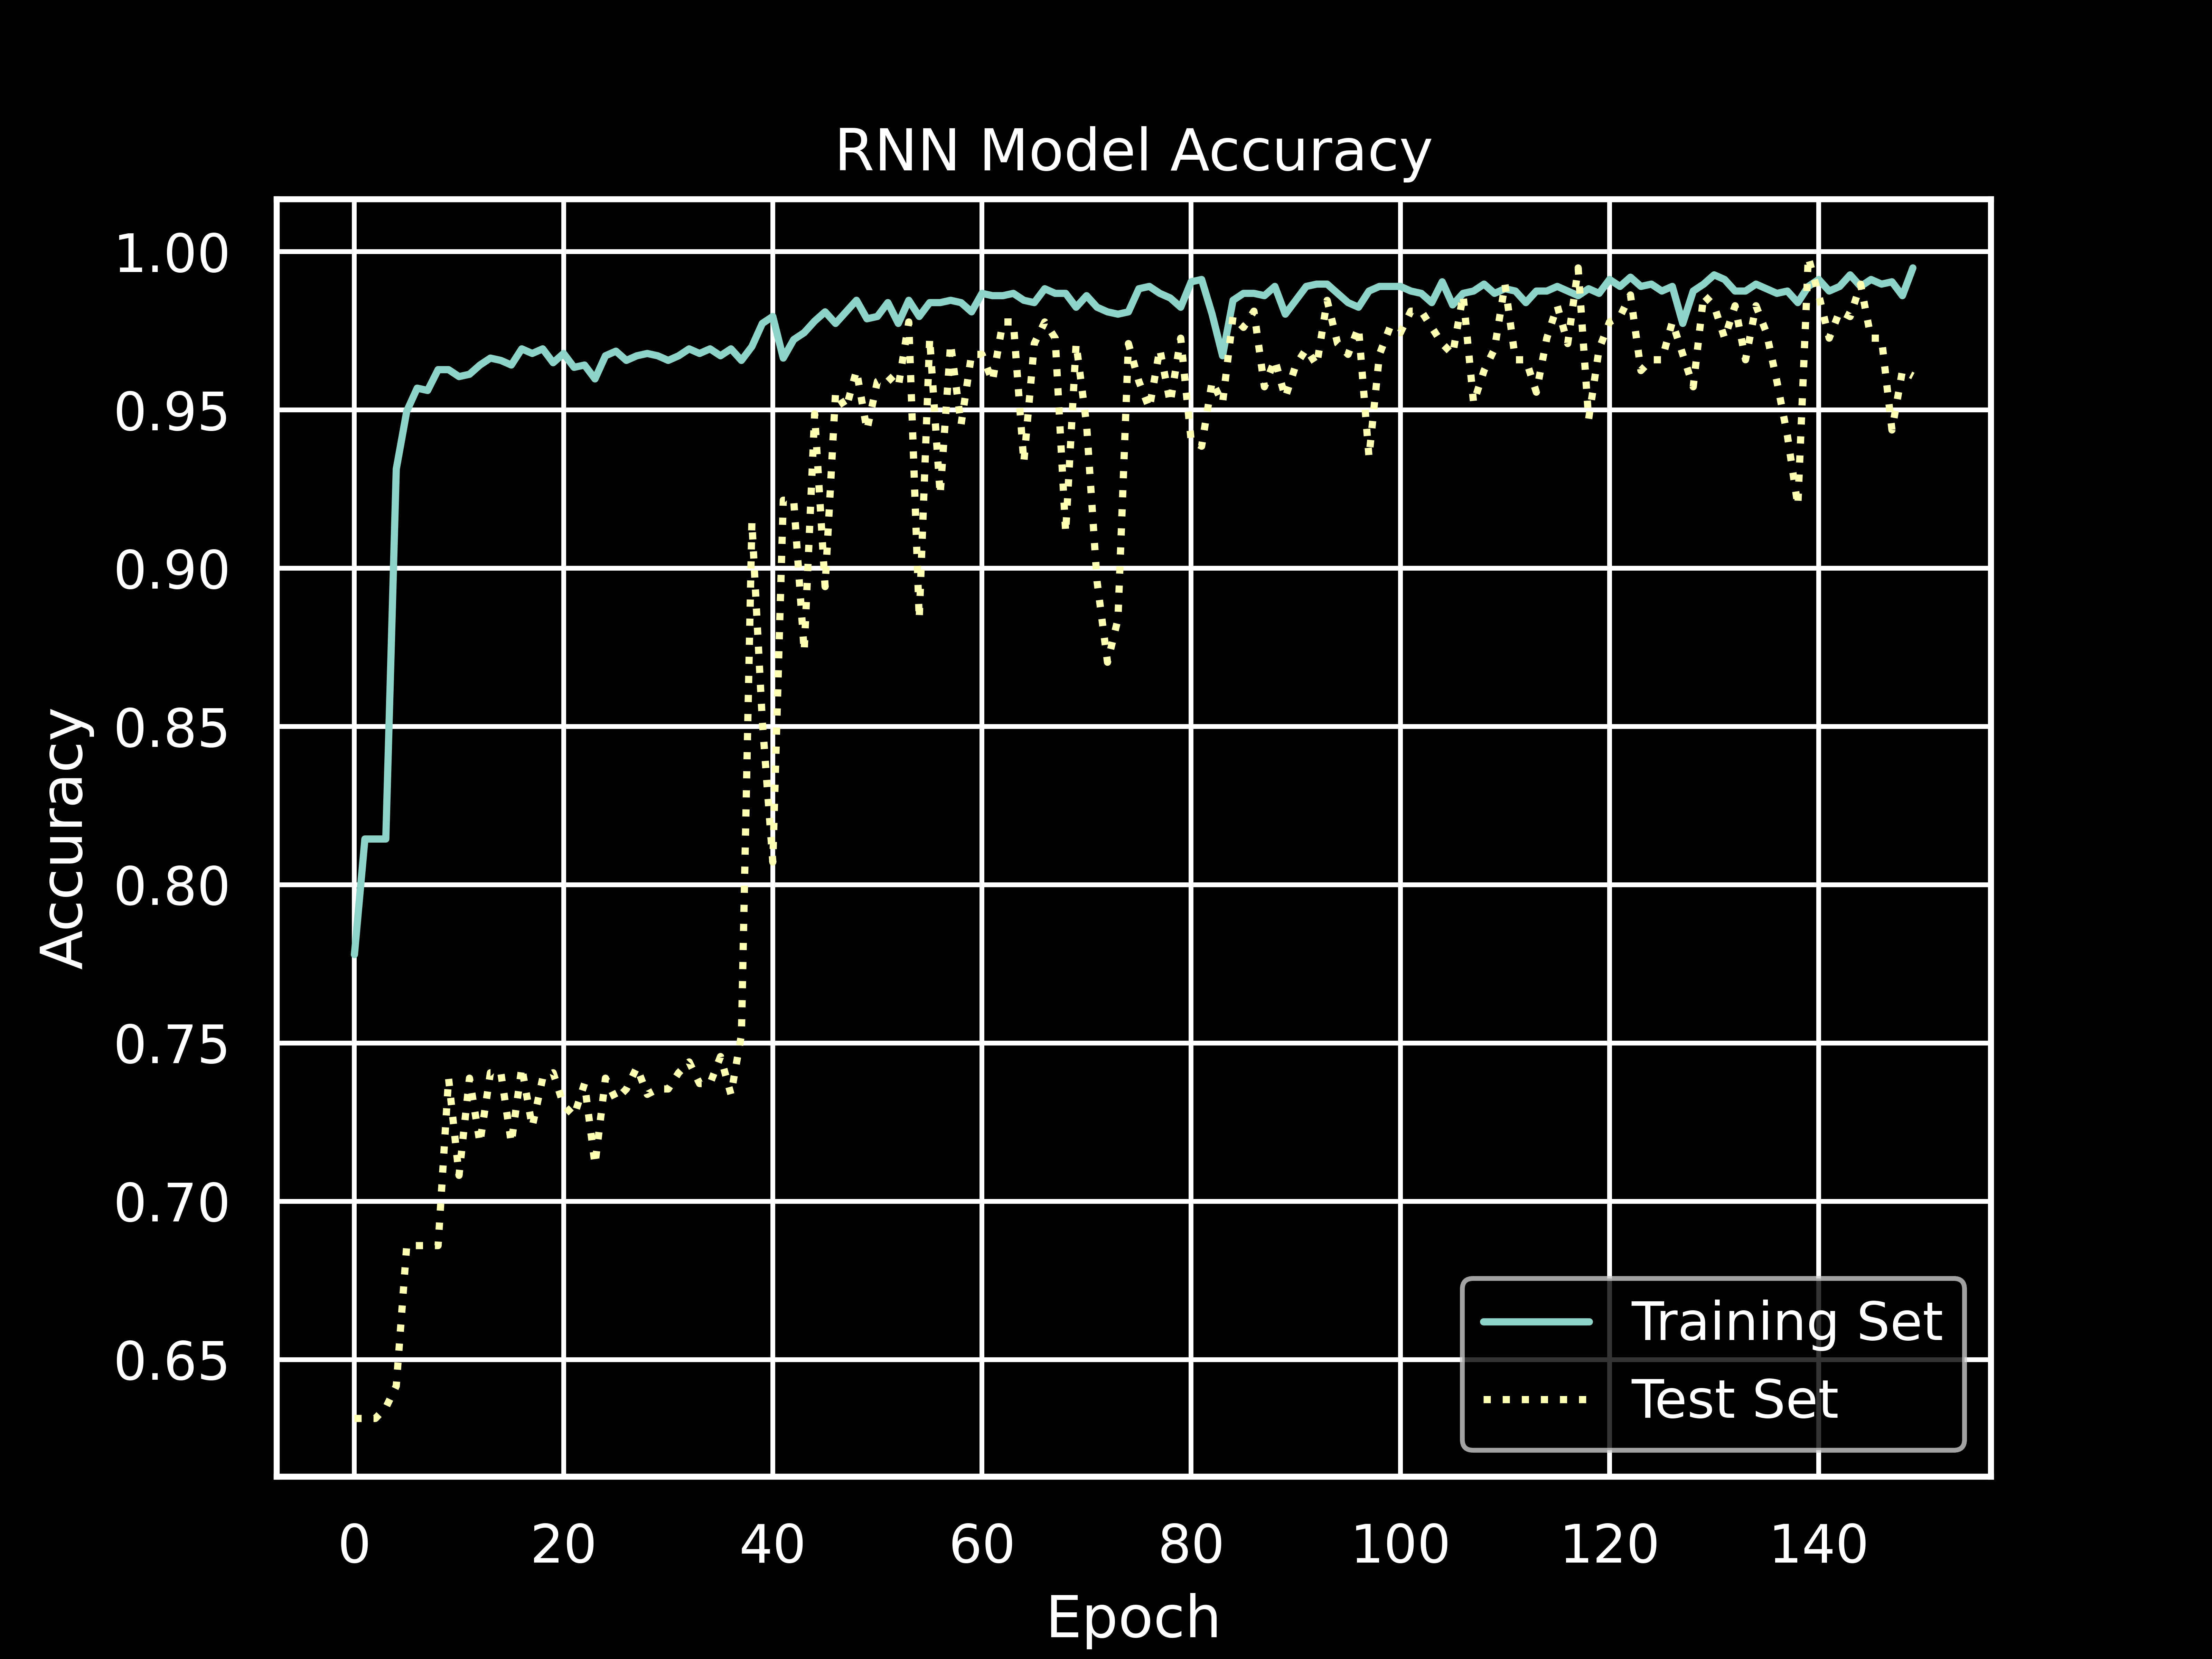 RNN Model Accuracy
1.00
0.95
0.90
0.85
0.80
0.75
0.70
0.65
Accuracy
Training Set
Test Set
0 20 40 60 80 100 120 140
Epoch